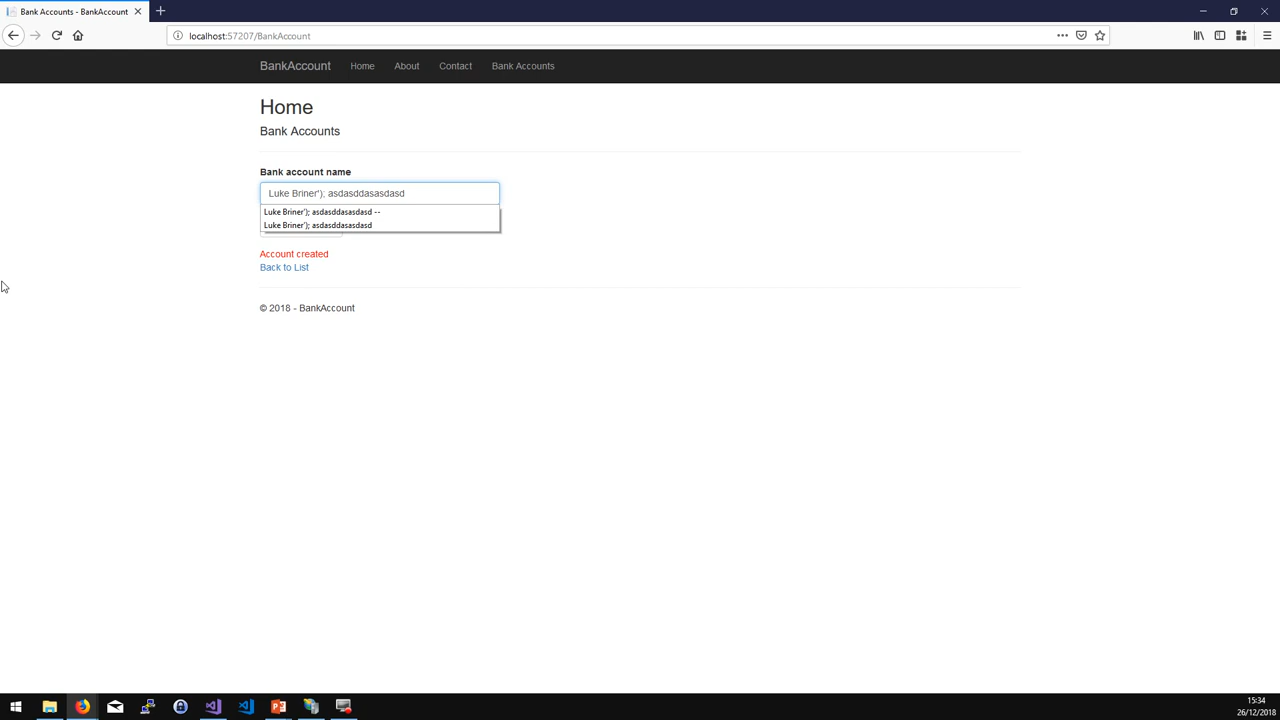 Bank Accounts - BankAccount
localhost:57207/BankAccount
BankAccount Home About Contact Bank Accounts
Home
Bank Accounts
Bank account name
Luke Briner'); asdasddasasdasd
Luke Briner'); asdasddasasdasd --
Luke Briner'); asdasddasasdasd
Account created
Back to List
© 2018 - BankAccount
15:34
26/12/2018